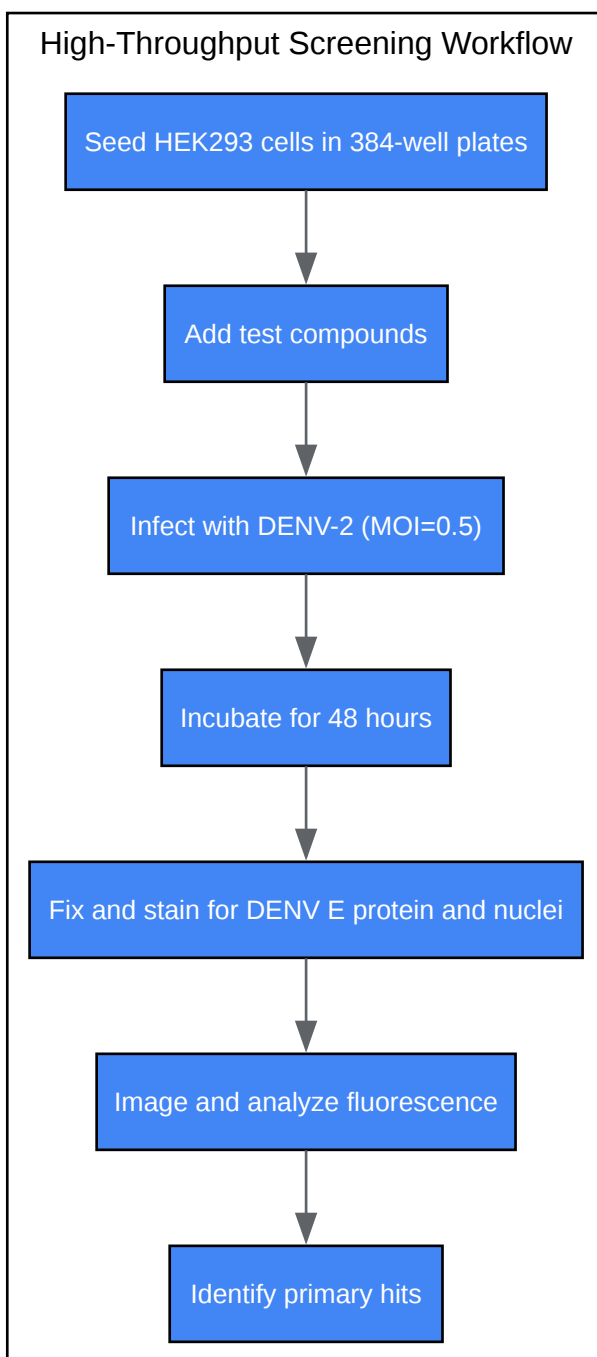 High-Throughput Screening Workflow
Seed HEK293 cells in 384-well plates
Add test compounds
Infect with DENV-2 (MOI=0.5)
Incubate for 48 hours
Fix and stain for DENV E protein and nuclei
Image and analyze fluorescence
Identify primary hits